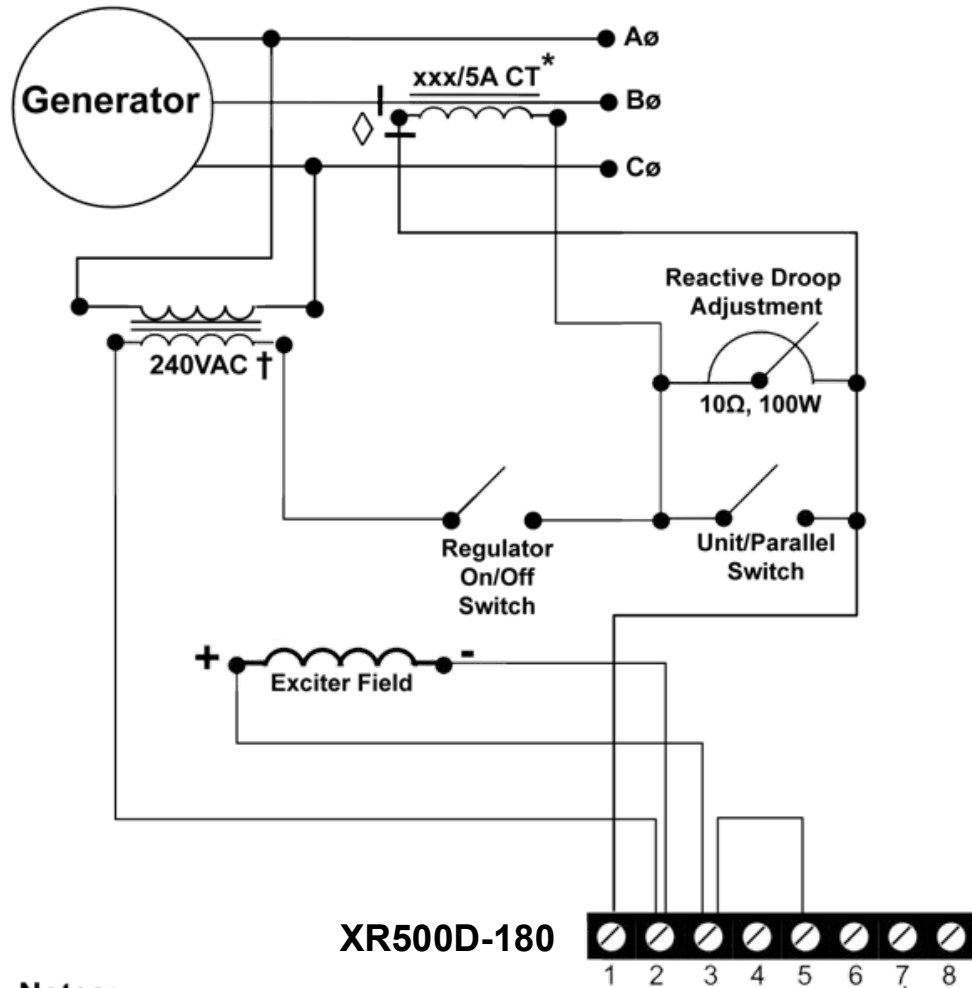 Generator
Aø
xxx/5A CT*
Bø
◊
Cø
Reactive Droop
Adjustment
240VAC †
10Ω, 100W
Regulator
On/Off
Switch
Unit/Parallel
Switch
+
-
Exciter Field
XR500D-180
1 2 3 4 5 6 7 8